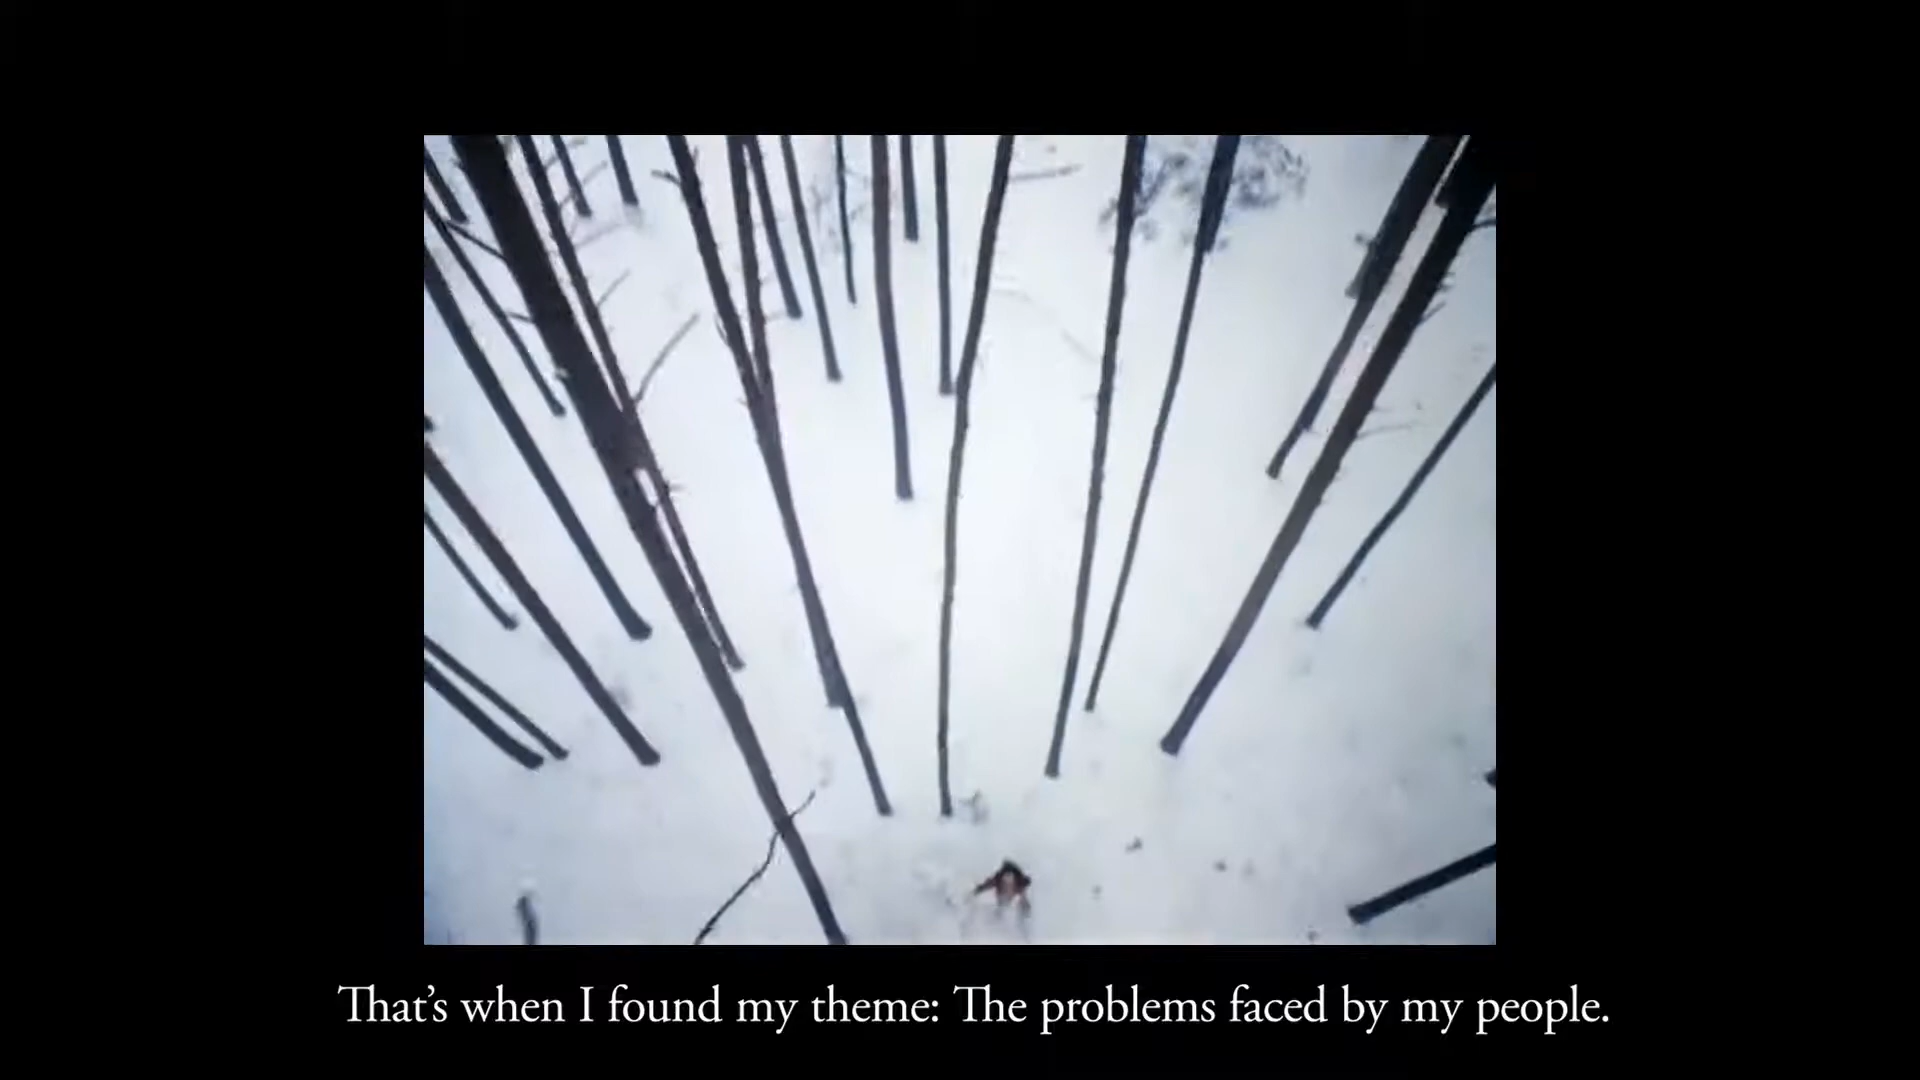 That’s when I found my theme: The problems faced by my people.